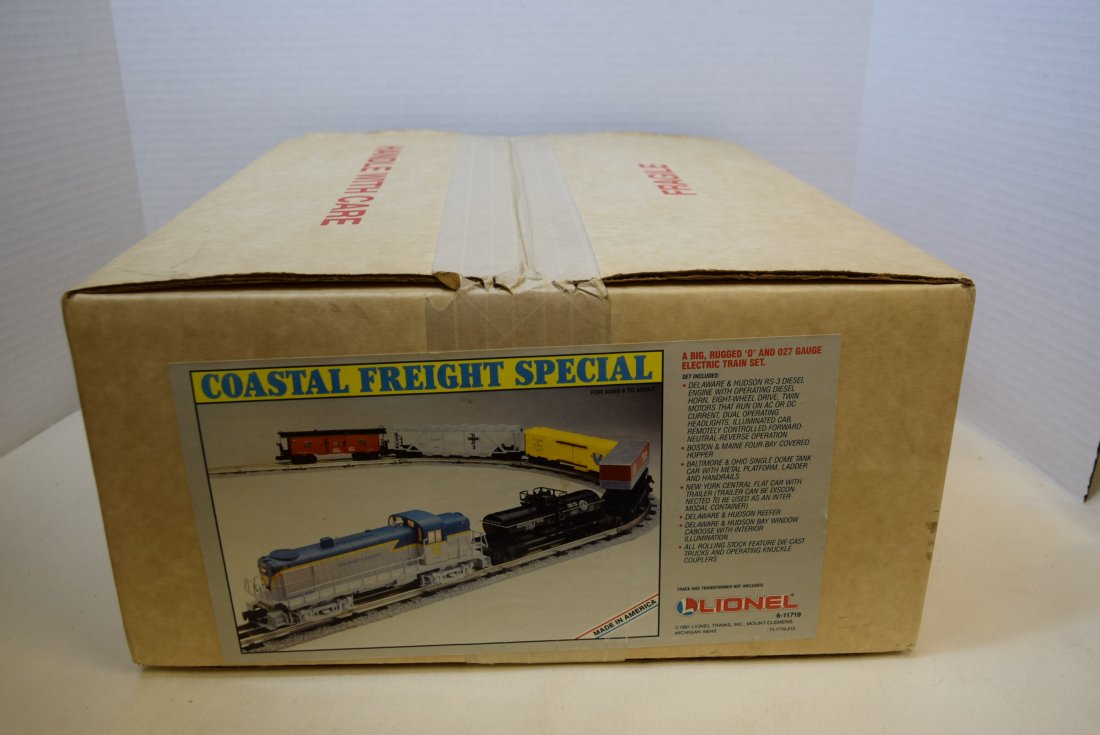 HANDLE WITH CARE
FRAGILE
COASTAL FREIGHT SPECIAL
FOR AGES 8 TO ADULT
MADE IN AMERICA
A BIG, RUGGED 'O' AND 027 GAUGE
ELECTRIC TRAIN SET.
SET INCLUDES:
• DELAWARE & HUDSON RS-3 DIESEL
ENGINE WITH OPERATING DIESEL
HORN, EIGHT-WHEEL DRIVE, TWIN
MOTORS THAT RUN ON AC OR DC
CURRENT, DUAL OPERATING
HEADLIGHTS, ILLUMINATED CAB,
REMOTELY CONTROLLED FORWARD-
NEUTRAL-REVERSE OPERATION
• BOSTON & MAINE FOUR-BAY COVERED
HOPPER
• BALTIMORE & OHIO SINGLE DOME TANK
CAR WITH METAL PLATFORM, LADDER
AND HANDRAILS
• NEW YORK CENTRAL FLAT CAR WITH
TRAILER (TRAILER CAN BE DISCON-
NECTED TO BE USED AS AN INTER-
MODAL CONTAINER)
• DELAWARE & HUDSON REEFER
• DELAWARE & HUDSON BAY WINDOW
CABOOSE WITH INTERIOR
ILLUMINATION
• ALL ROLLING STOCK FEATURE DIE-CAST
TRUCKS AND OPERATING KNUCKLE
COUPLERS
TRACK AND TRANSFORMER NOT INCLUDED.
LIONEL
6-11719
©1991 LIONEL TRAINS, INC., MOUNT CLEMENS,
MICHIGAN 48045 71-1719-212